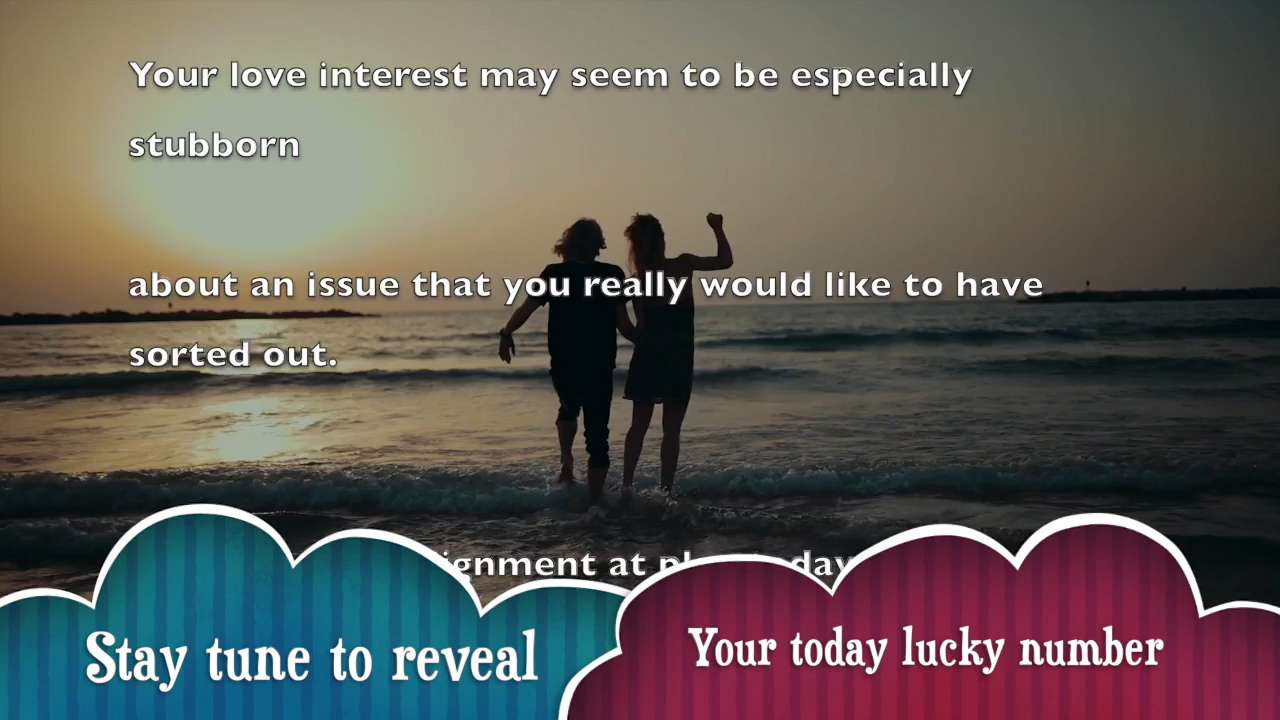 Your love interest may seem to be especially
stubborn
about an issue that you really would like to have
sorted out.
at
Stay tune to reveal
Your today lucky number